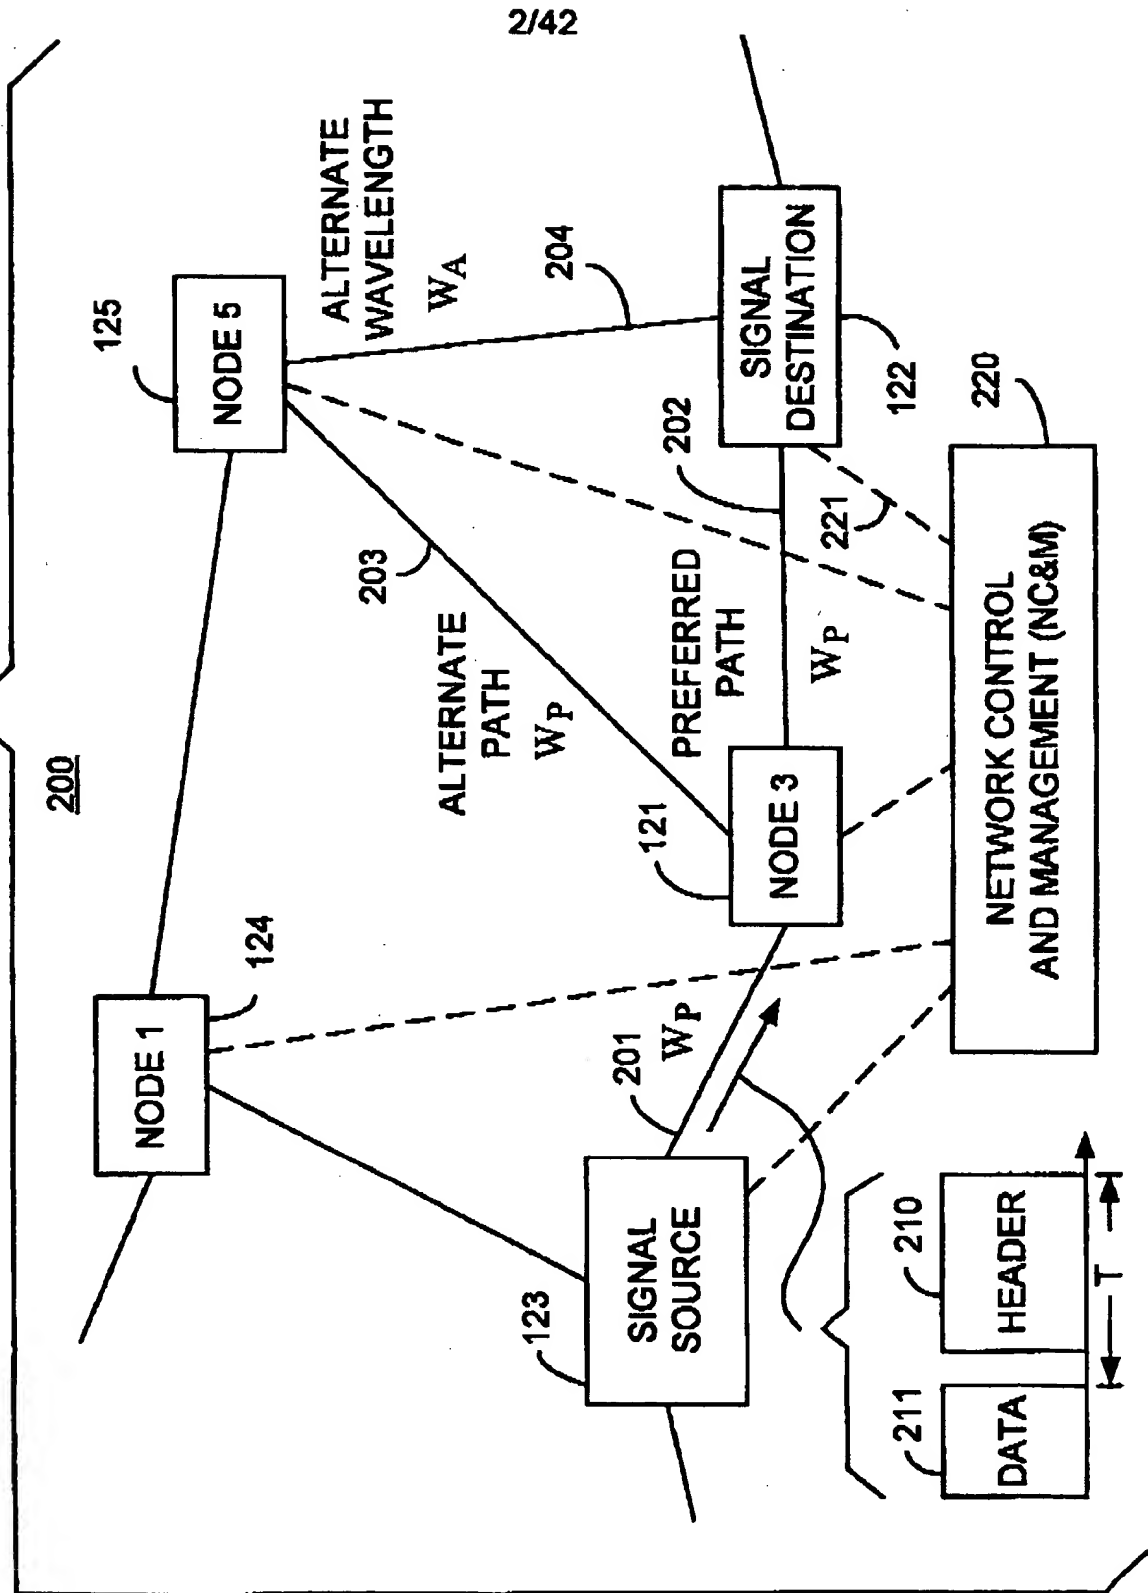 2/42
200
NODE 1
124
NODE 5
125
ALTERNATE
WAVELENGTH
WA
204
203
ALTERNATE
PATH
WP
PREFERRED
PATH
WP
202
SIGNAL
DESTINATION
122
221
NODE 3
121
201
WP
SIGNAL
SOURCE
123
NETWORK CONTROL
AND MANAGEMENT (NC&M)
220
211
DATA
210
HEADER
T